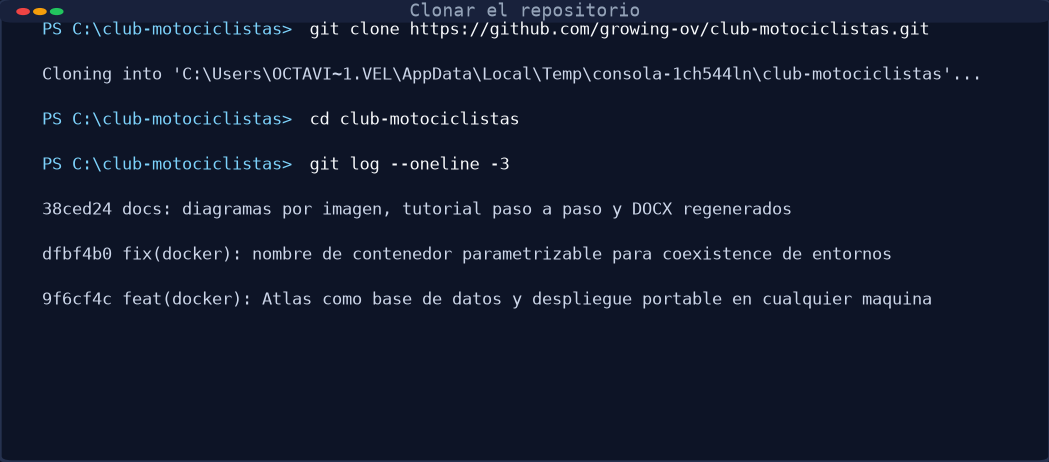 Clonar el repositorio
PS C:\club-motociclistas> git clone https://github.com/growing-ov/club-motociclistas.git
Cloning into 'C:\Users\OCTAVI~1.VEL\AppData\Local\Temp\consola-1ch544ln\club-motociclistas'...
PS C:\club-motociclistas> cd club-motociclistas
PS C:\club-motociclistas> git log --oneline -3
38ced24 docs: diagramas por imagen, tutorial paso a paso y DOCX regenerados
dfbf4b0 fix(docker): nombre de contenedor parametrizable para coexistence de entornos
9f6cf4c feat(docker): Atlas como base de datos y despliegue portable en cualquier maquina